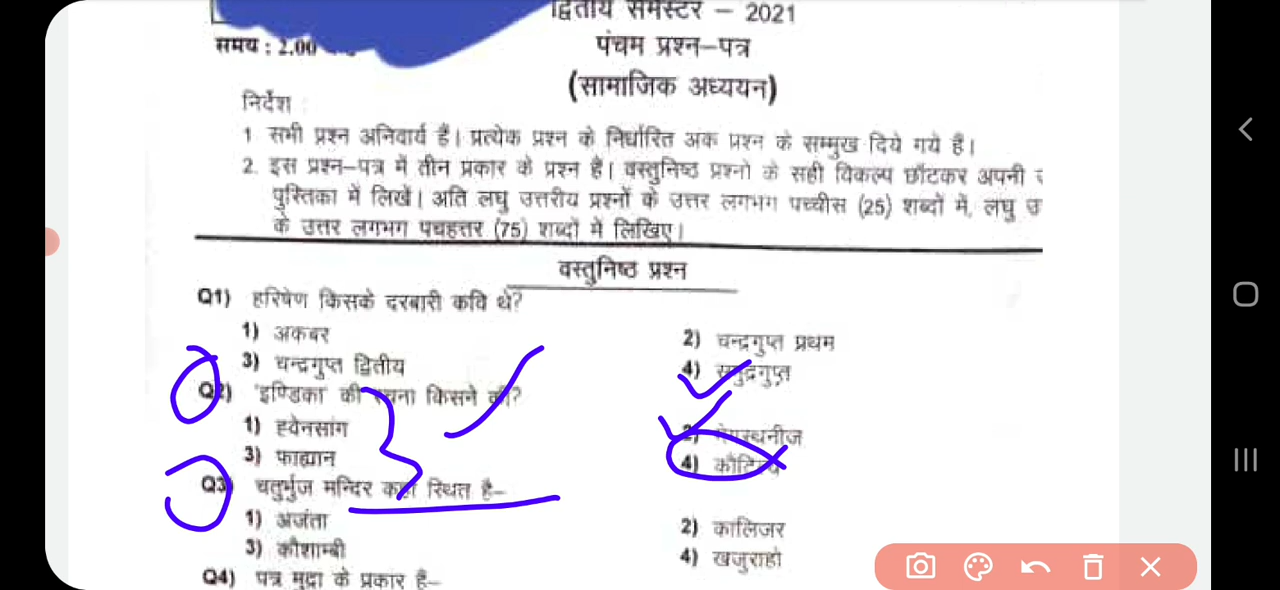 द्वितीय समेस्टर – 2021
समय : 2.00
पंचम प्रश्न–पत्र
(सामाजिक अध्ययन)
निर्देश :
1 सभी प्रश्न अनिवार्य हैं। प्रत्येक प्रश्न के निर्धारित अंक प्रश्न के सम्मुख दिये गये हैं।
2. इस प्रश्न–पत्र में तीन प्रकार के प्रश्न हैं। वस्तुनिष्ठ प्रश्नों के सही विकल्प छाँटकर अपनी
पुस्तिका में लिखें। अति लघु उत्तरीय प्रश्नों के उत्तर लगभग पच्चीस (25) शब्दों में, लघु
के उत्तर लगभग पचहत्तर (75) शब्दों में लिखिए।
वस्तुनिष्ठ प्रश्न
Q1) हरिषेण किसके दरबारी कवि थे?
1) अकबर
2) चन्द्रगुप्त प्रथम
3) चन्द्रगुप्त द्वितीय
4) समुद्रगुप्त
Q2) 'इण्डिका' की रचना किसने की?
1) ह्वेनसांग
2) मेगस्थनीज
3) फाह्यान
4) कौटिल्य
Q3) चतुर्भुज मन्दिर कहाँ स्थित है–
1) अजंता
2) कालिंजर
3) कौशाम्बी
4) खजुराहो
Q4) पत्र मुद्रा के प्रकार हैं–